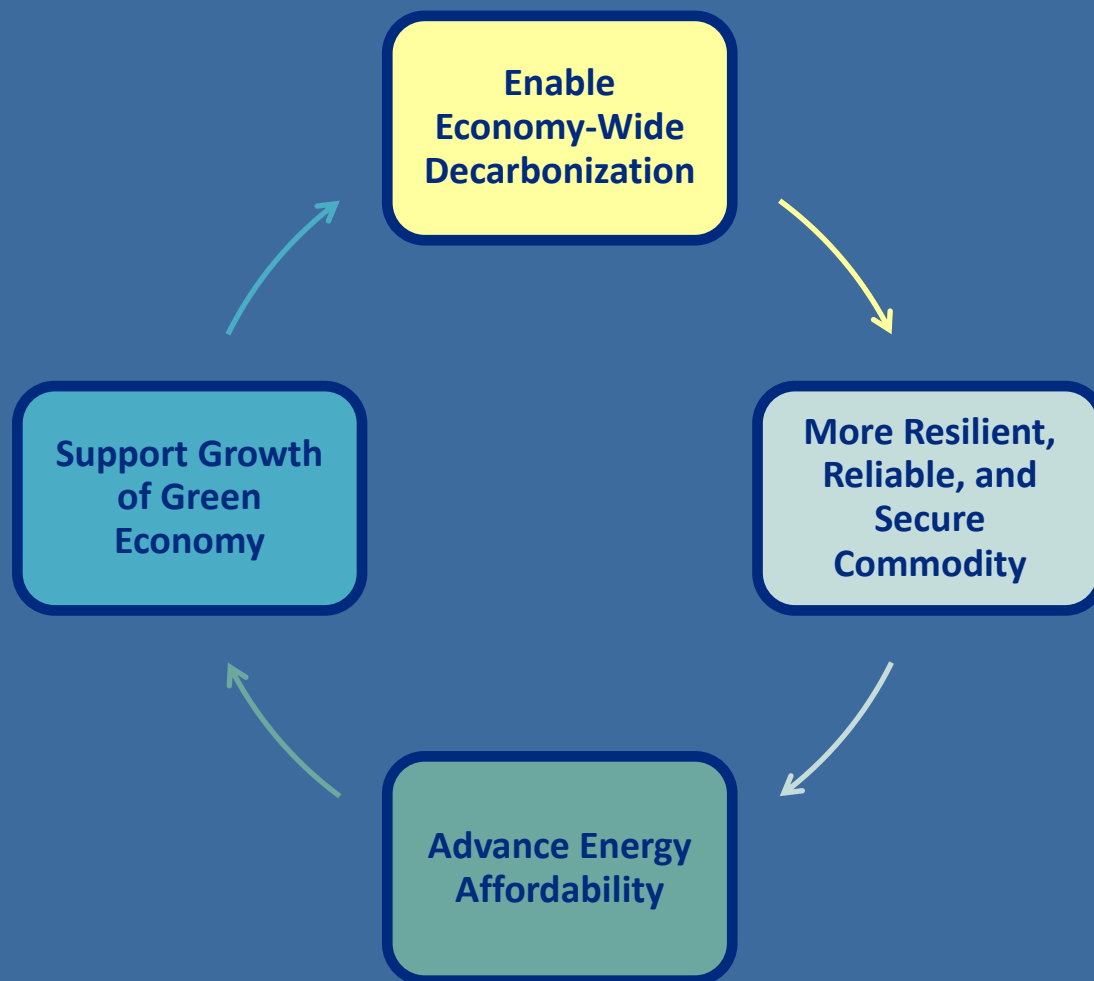 Enable
Economy-Wide
Decarbonization
More Resilient,
Reliable, and
Secure
Commodity
Advance Energy
Affordability
Support Growth
of Green
Economy